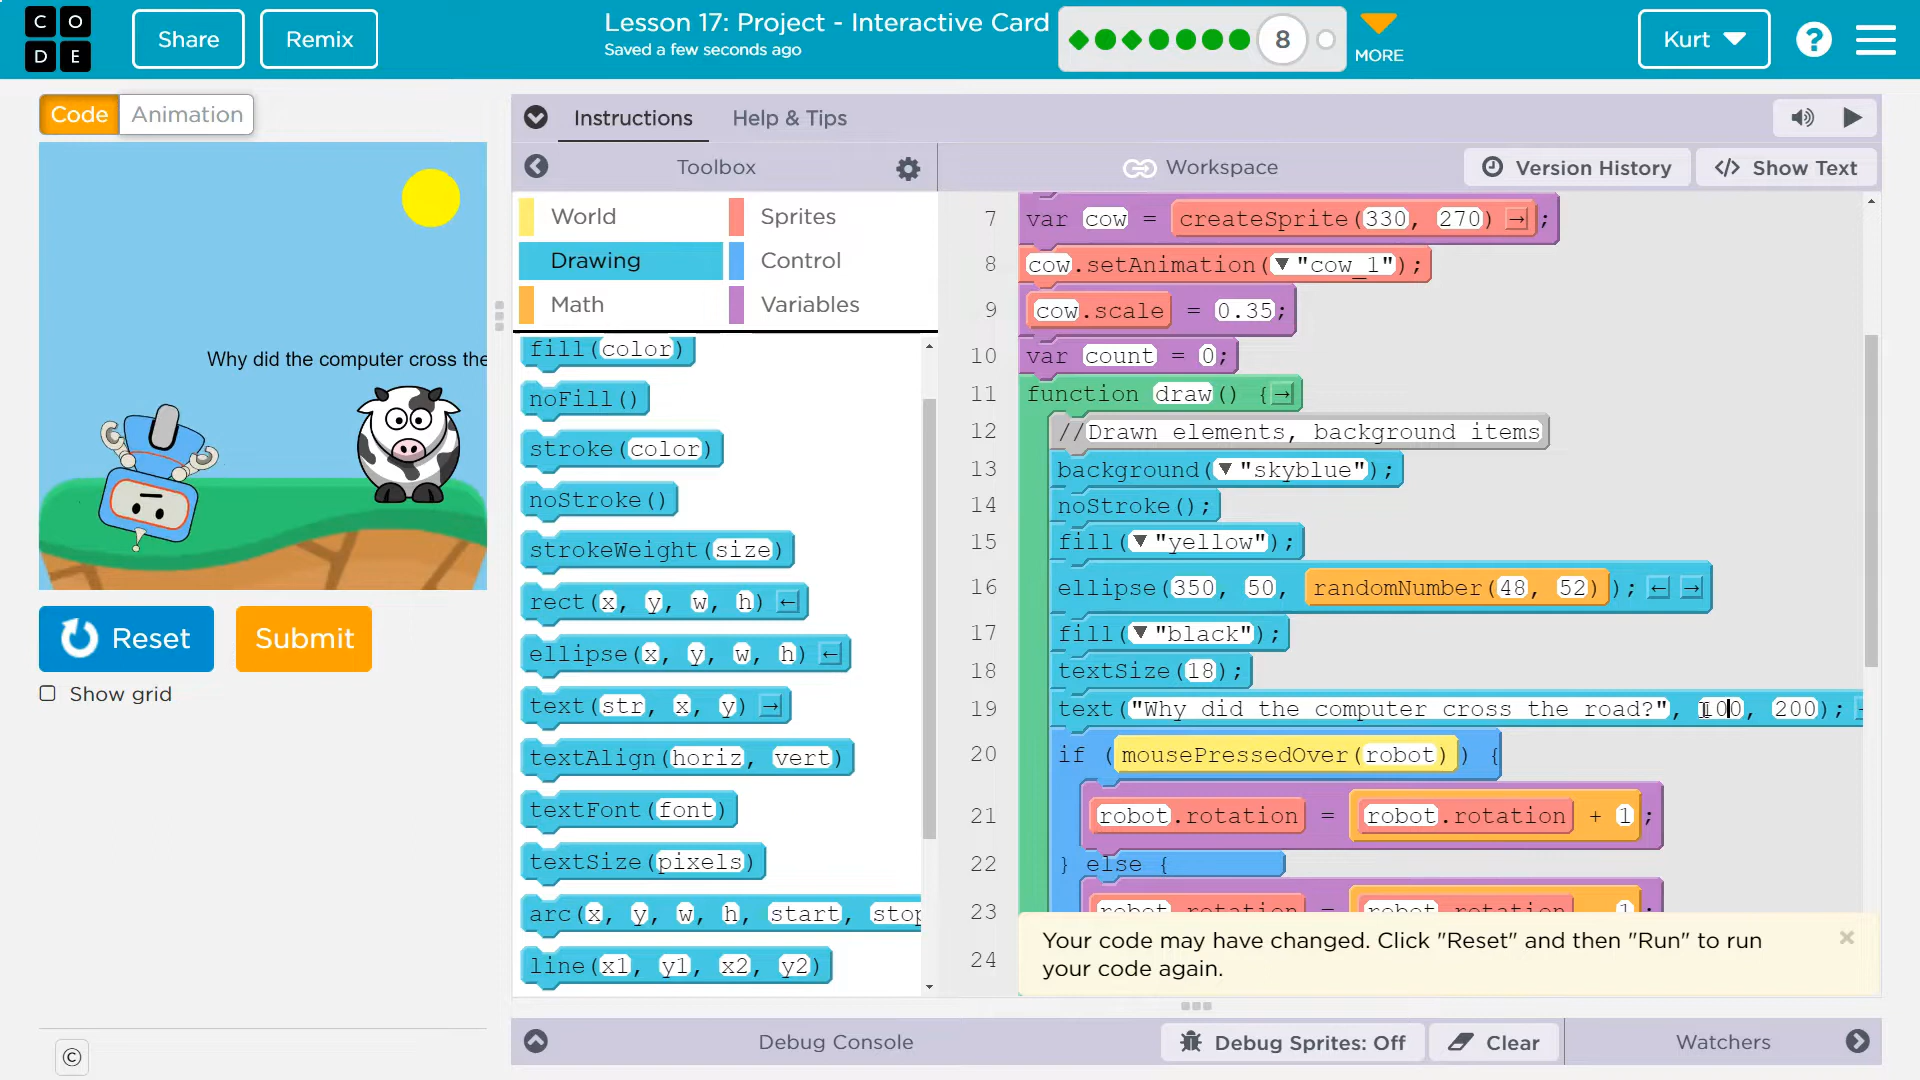 C O D E
Share
Remix
Lesson 17: Project - Interactive Card
Saved a few seconds ago
8
MORE
Kurt
?
Code
Animation
Why did the computer cross the
Reset
Submit
Show grid
©
Instructions
Help & Tips
Toolbox
Workspace
Version History
</> Show Text
World
Sprites
Drawing
Control
Math
Variables
fill(color)
noFill()
stroke(color)
noStroke()
strokeWeight(size)
rect(x, y, w, h)
ellipse(x, y, w, h)
text(str, x, y)
textAlign(horiz, vert)
textFont(font)
textSize(pixels)
arc(x, y, w, h, start, stop
line(x1, y1, x2, y2)
7 var cow = createSprite(330, 270);
8 cow.setAnimation("cow_1");
9 cow.scale = 0.35;
10 var count = 0;
11 function draw() {
12 //Drawn elements, background items
13 background("skyblue");
14 noStroke();
15 fill("yellow");
16 ellipse(350, 50, randomNumber(48, 52));
17 fill("black");
18 textSize(18);
19 text("Why did the computer cross the road?", 100, 200);
20 if (mousePressedOver(robot)) {
21 robot.rotation = robot.rotation + 1;
22 } else {
23 robot.rotation = robot.rotation
24
Your code may have changed. Click "Reset" and then "Run" to run
your code again.
Debug Console
Debug Sprites: Off
Clear
Watchers